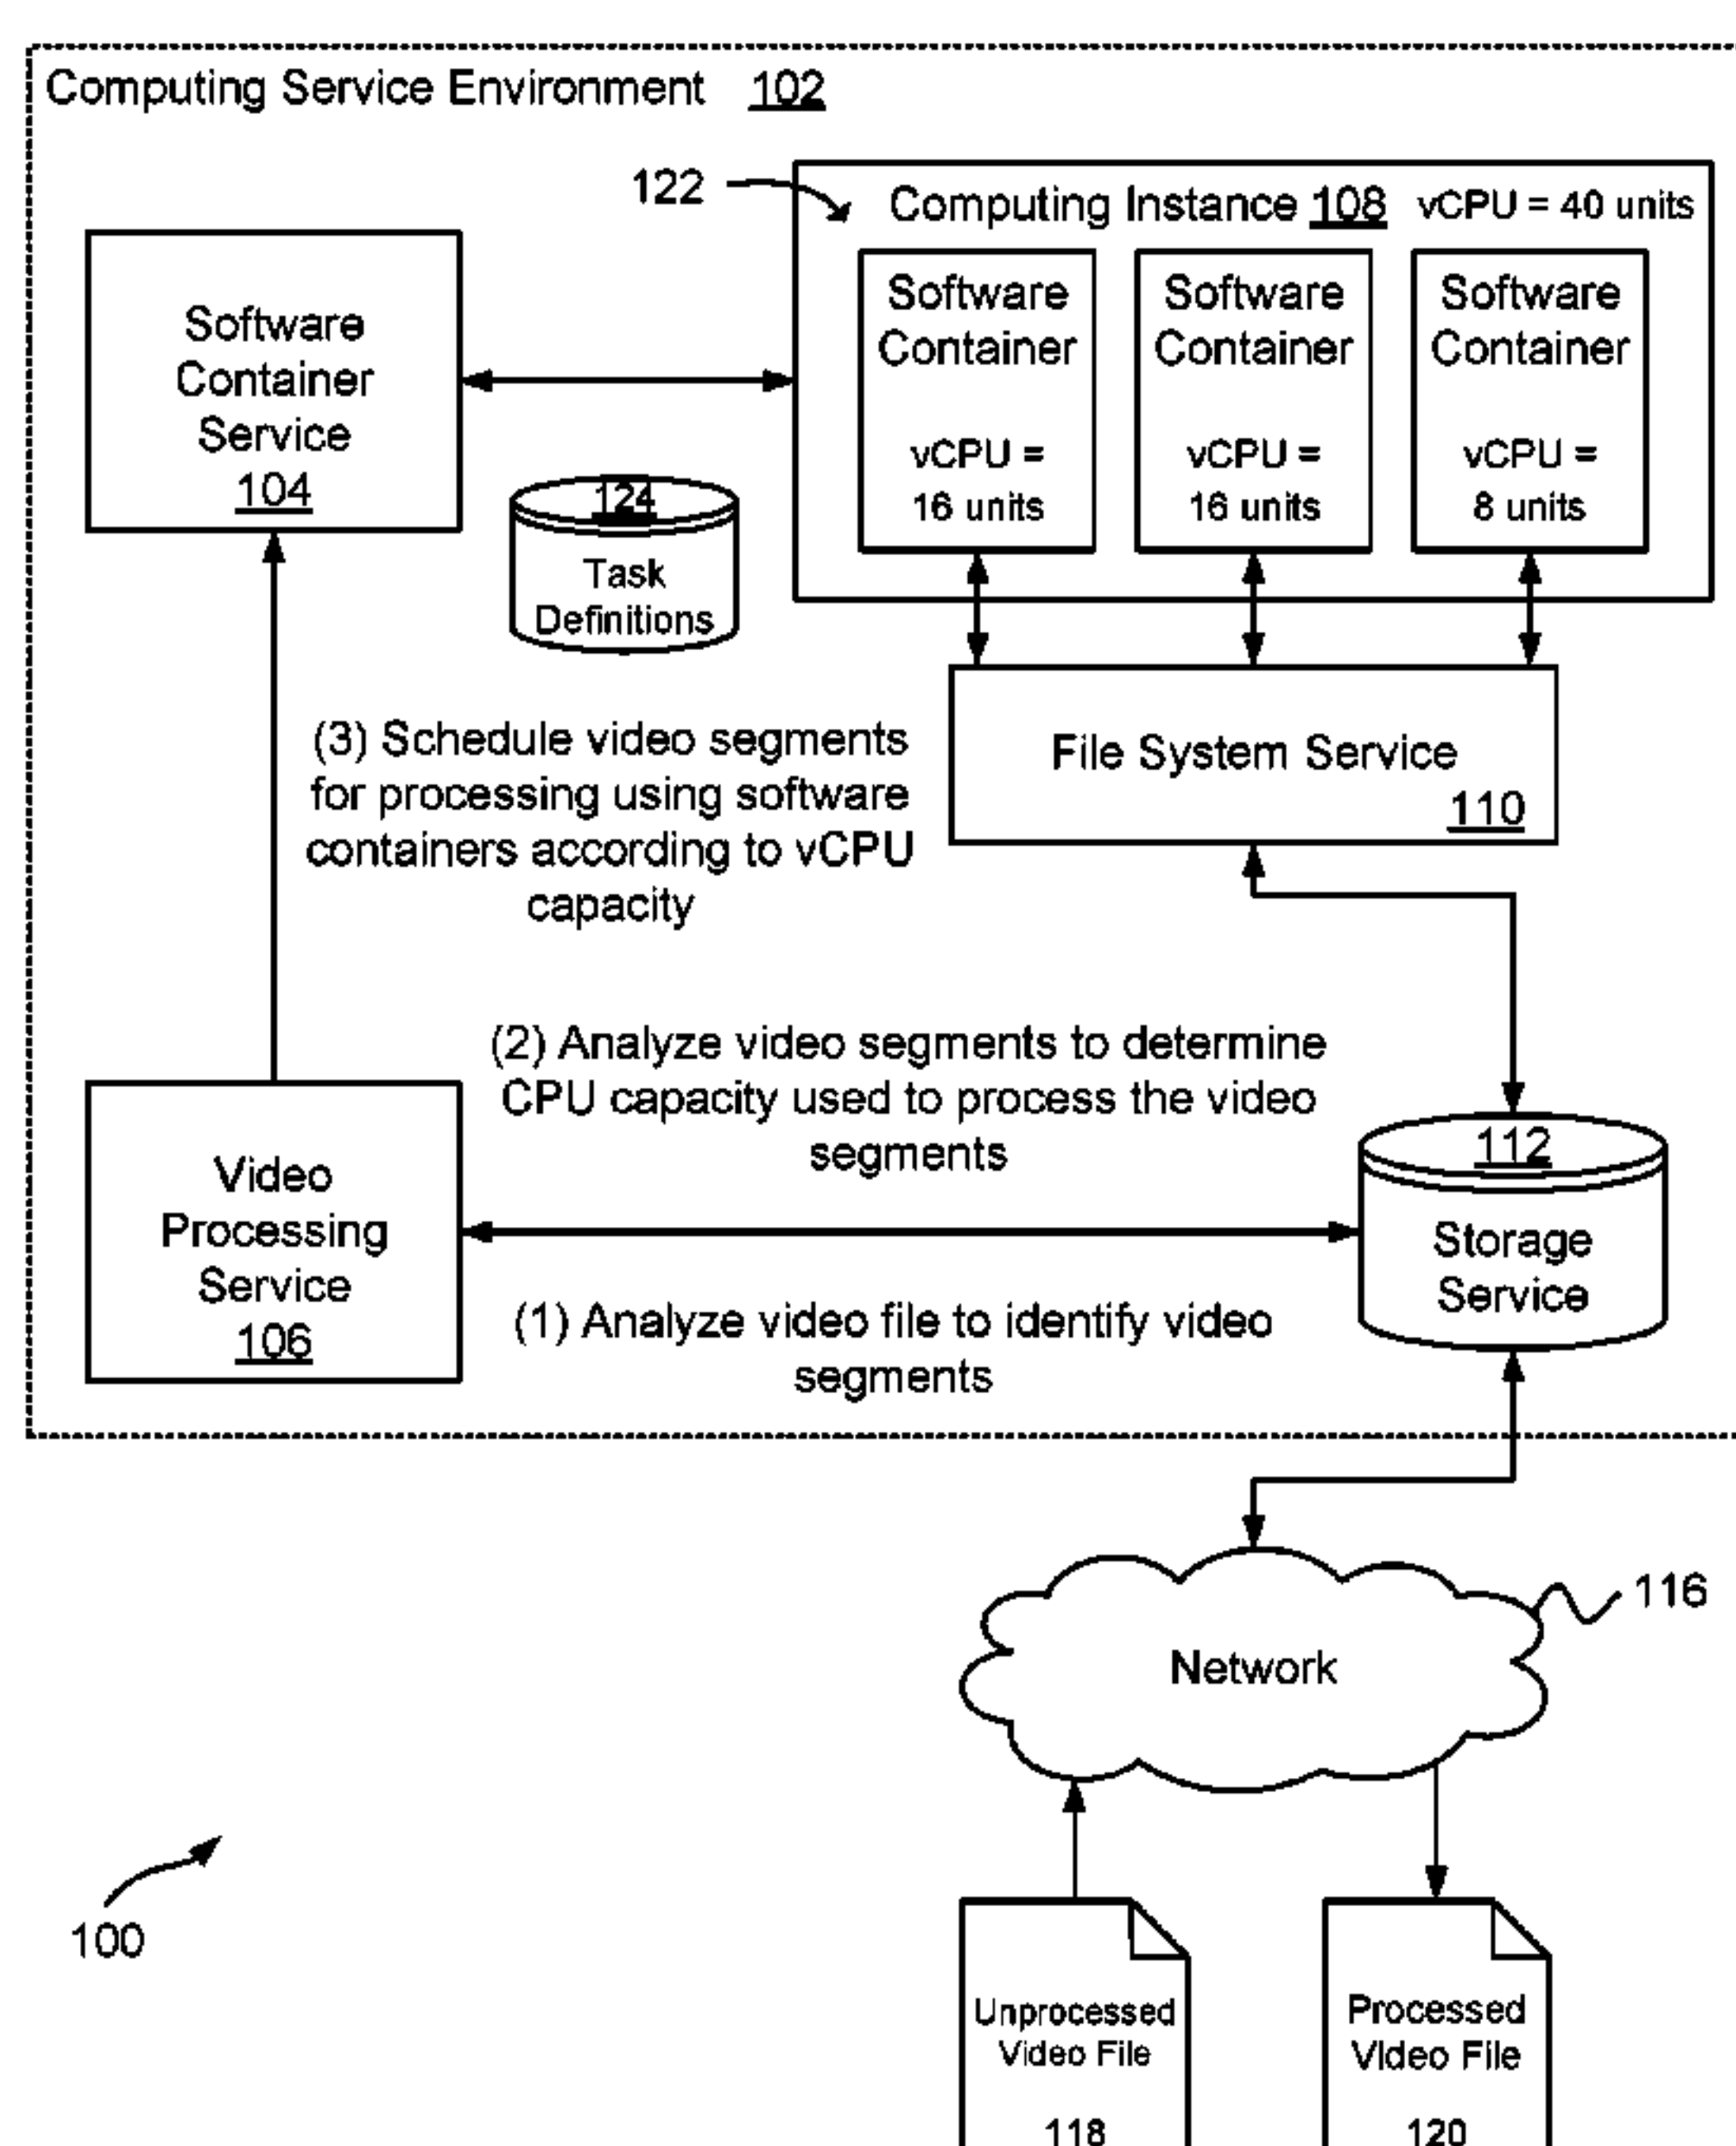 Computing Service Environment 102
122
Computing Instance 108 vCPU = 40 units
Software
Container
Service
104
Software
Container
vCPU =
16 units
Software
Container
vCPU =
16 units
Software
Container
vCPU =
8 units
124
Task
Definitions
File System Service
110
(3) Schedule video segments
for processing using software
containers according to vCPU
capacity
(2) Analyze video segments to determine
CPU capacity used to process the video
segments
Video
Processing
Service
106
112
Storage
Service
(1) Analyze video file to identify video
segments
116
Network
100
Unprocessed
Video File
118
Processed
Video File
120